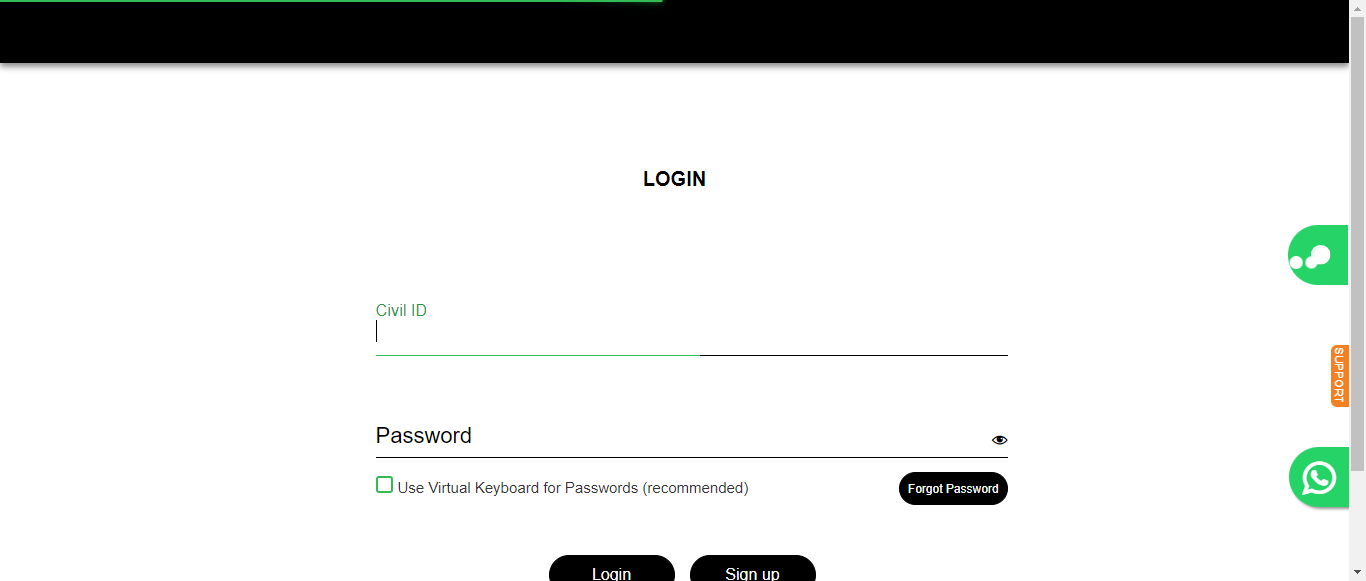 LOGIN
Civil ID
SUPPORT
Password
Use Virtual Keyboard for Passwords (recommended)
Forgot Password
Login
Sign up